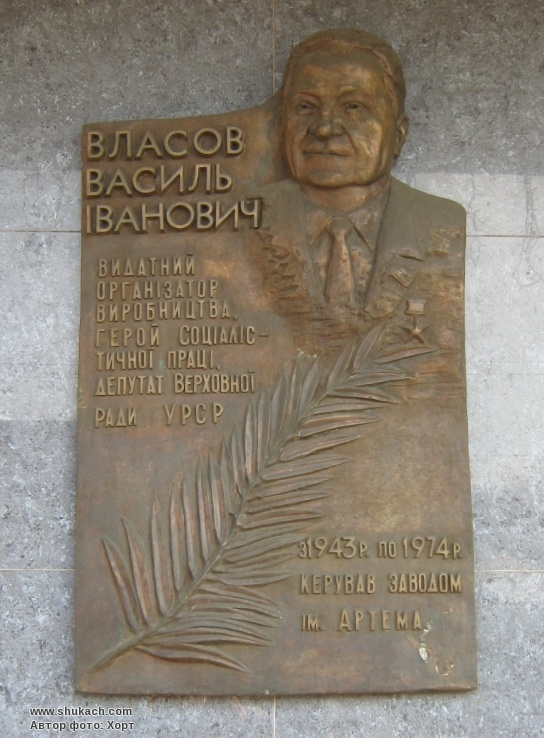 ВЛАСОВ
ВАСИЛЬ
ІВАНОВИЧ
ВИДАТНИЙ
ОРГАНІЗАТОР
ВИРОБНИЦТВА,
ГЕРОЙ СОЦІАЛІС-
ТИЧНОЇ ПРАЦІ,
ДЕПУТАТ ВЕРХОВНОЇ
РАДИ УРСР
З 1943 Р. ПО 1974 Р.
КЕРУВАВ ЗАВОДОМ
ІМ. АРТЕМА
www.shukach.com
Автор фото: Хорт